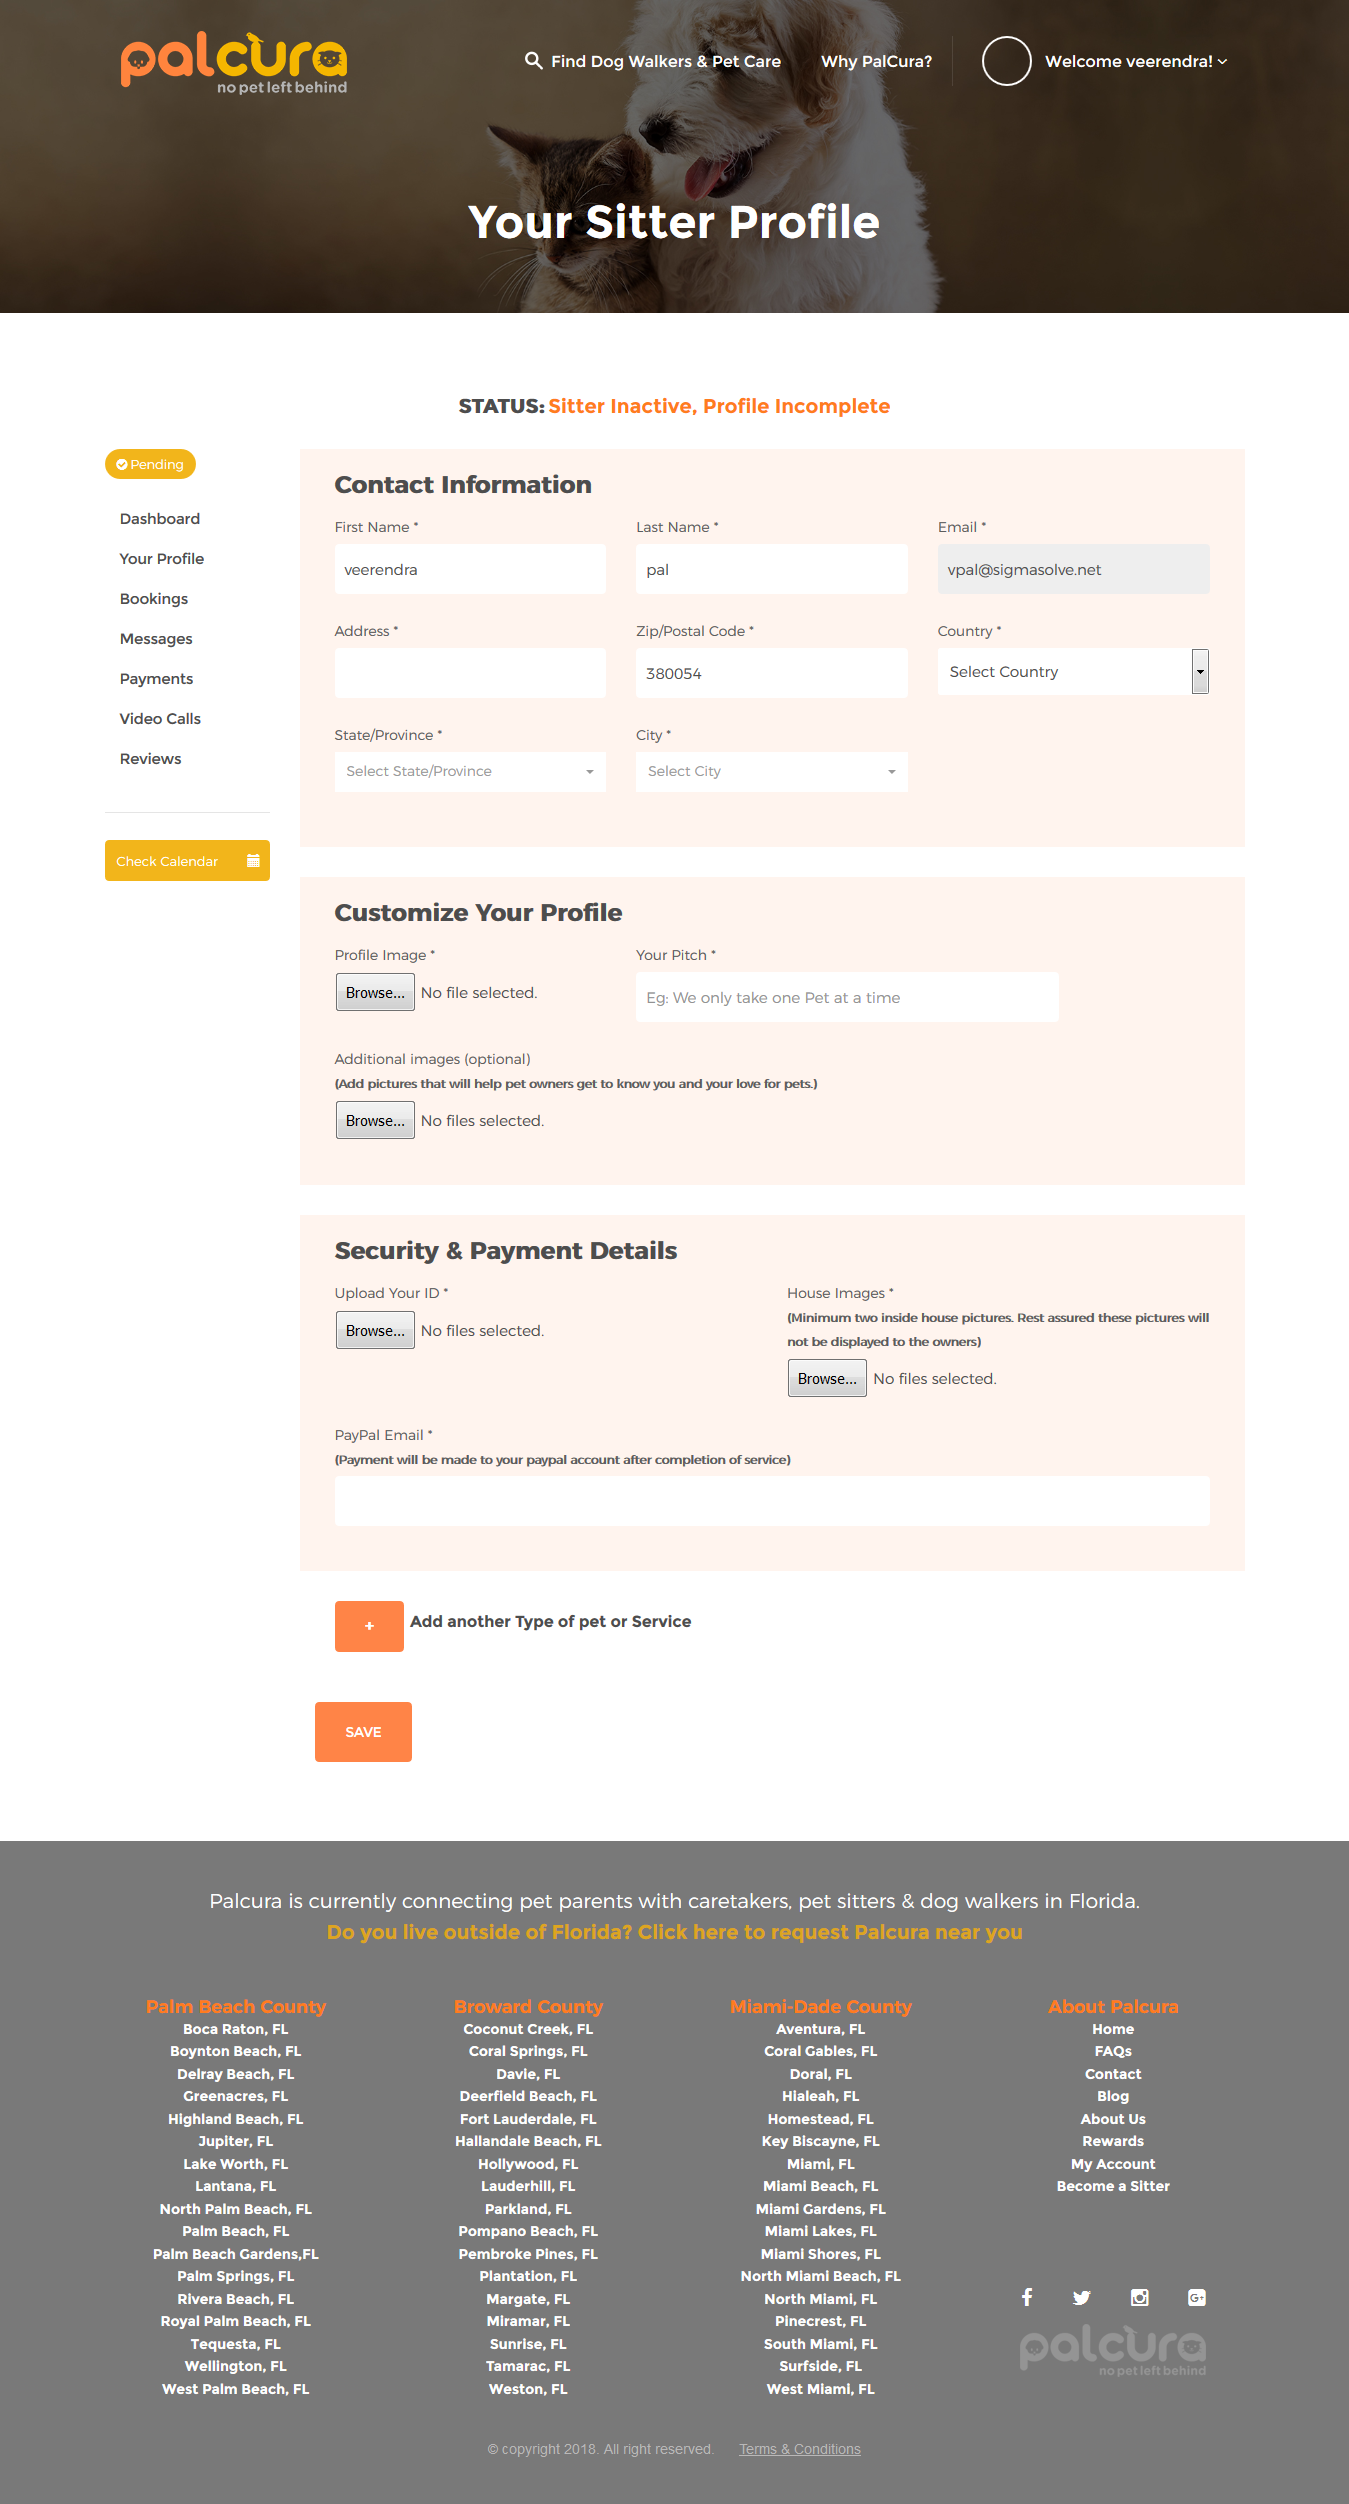 palcura
no pet left behind
Find Dog Walkers & Pet Care
Why PalCura?
Welcome veerendra!
Your Sitter Profile
STATUS: Sitter Inactive, Profile Incomplete
Pending
Dashboard
Your Profile
Bookings
Messages
Payments
Video Calls
Reviews
Check Calendar
Contact Information
First Name *
Last Name *
Email *
veerendra
pal
vpal@sigmasolve.net
Address *
Zip/Postal Code *
Country *
380054
Select Country
State/Province *
City *
Select State/Province
Select City
Customize Your Profile
Profile Image *
Your Pitch *
Browse... No file selected.
Eg: We only take one Pet at a time
Additional images (optional)
(Add pictures that will help pet owners get to know you and your love for pets.)
Browse... No files selected.
Security & Payment Details
Upload Your ID *
Browse... No files selected.
House Images *
(Minimum two inside house pictures. Rest assured these pictures will
not be displayed to the owners)
Browse... No files selected.
PayPal Email *
(Payment will be made to your paypal account after completion of service)
+ Add another Type of pet or Service
SAVE
Palcura is currently connecting pet parents with caretakers, pet sitters & dog walkers in Florida.
Do you live outside of Florida? Click here to request Palcura near you
Palm Beach County
Boca Raton, FL
Boynton Beach, FL
Delray Beach, FL
Greenacres, FL
Highland Beach, FL
Jupiter, FL
Lake Worth, FL
Lantana, FL
North Palm Beach, FL
Palm Beach, FL
Palm Beach Gardens,FL
Palm Springs, FL
Rivera Beach, FL
Royal Palm Beach, FL
Tequesta, FL
Wellington, FL
West Palm Beach, FL
Broward County
Coconut Creek, FL
Coral Springs, FL
Davie, FL
Deerfield Beach, FL
Fort Lauderdale, FL
Hallandale Beach, FL
Hollywood, FL
Lauderhill, FL
Parkland, FL
Pompano Beach, FL
Pembroke Pines, FL
Plantation, FL
Margate, FL
Miramar, FL
Sunrise, FL
Tamarac, FL
Weston, FL
Miami-Dade County
Aventura, FL
Coral Gables, FL
Doral, FL
Hialeah, FL
Homestead, FL
Key Biscayne, FL
Miami, FL
Miami Beach, FL
Miami Gardens, FL
Miami Lakes, FL
Miami Shores, FL
North Miami Beach, FL
North Miami, FL
Pinecrest, FL
South Miami, FL
Surfside, FL
West Miami, FL
About Palcura
Home
FAQs
Contact
Blog
About Us
Rewards
My Account
Become a Sitter
palcura
no pet left behind
© copyright 2018. All right reserved.
Terms & Conditions